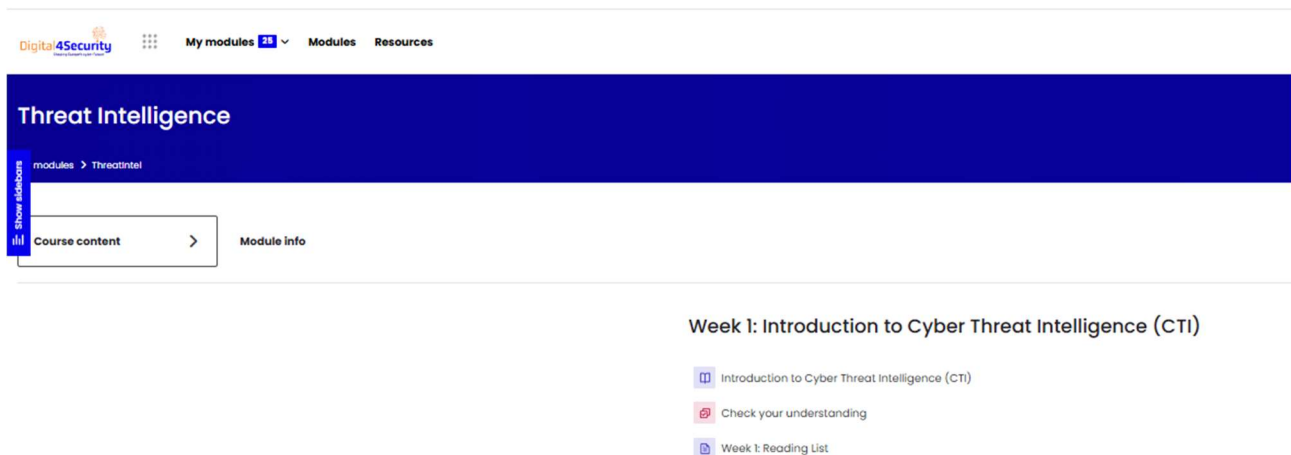 Digital4Security
My modules 25 Modules Resources
Threat Intelligence
modules > ThreatIntel
Show sidebars
Course content
Module info
Week 1: Introduction to Cyber Threat Intelligence (CTI)
Introduction to Cyber Threat Intelligence (CTI)
Check your understanding
Week 1: Reading List